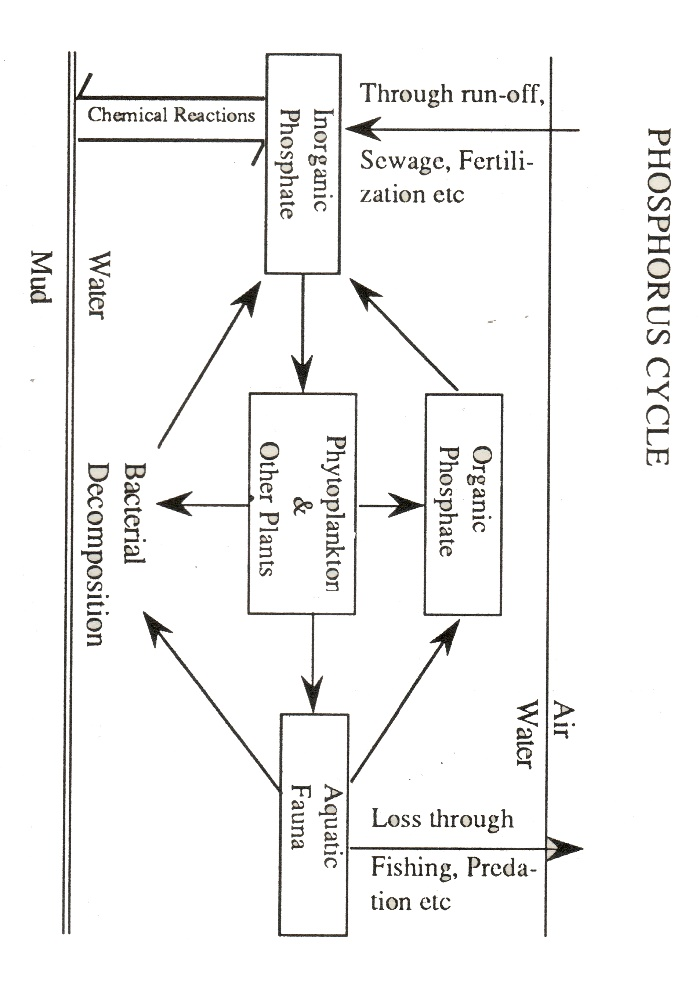 PHOSPHORUS CYCLE
Air
Water
Through run-off,
Sewage, Fertili-
zation etc
Inorganic
Phosphate
Chemical Reactions
Organic
Phosphate
Phytoplankton
&
Other Plants
Bacterial
Decomposition
Aquatic
Fauna
Loss through
Fishing, Preda-
tion etc
Water
Mud